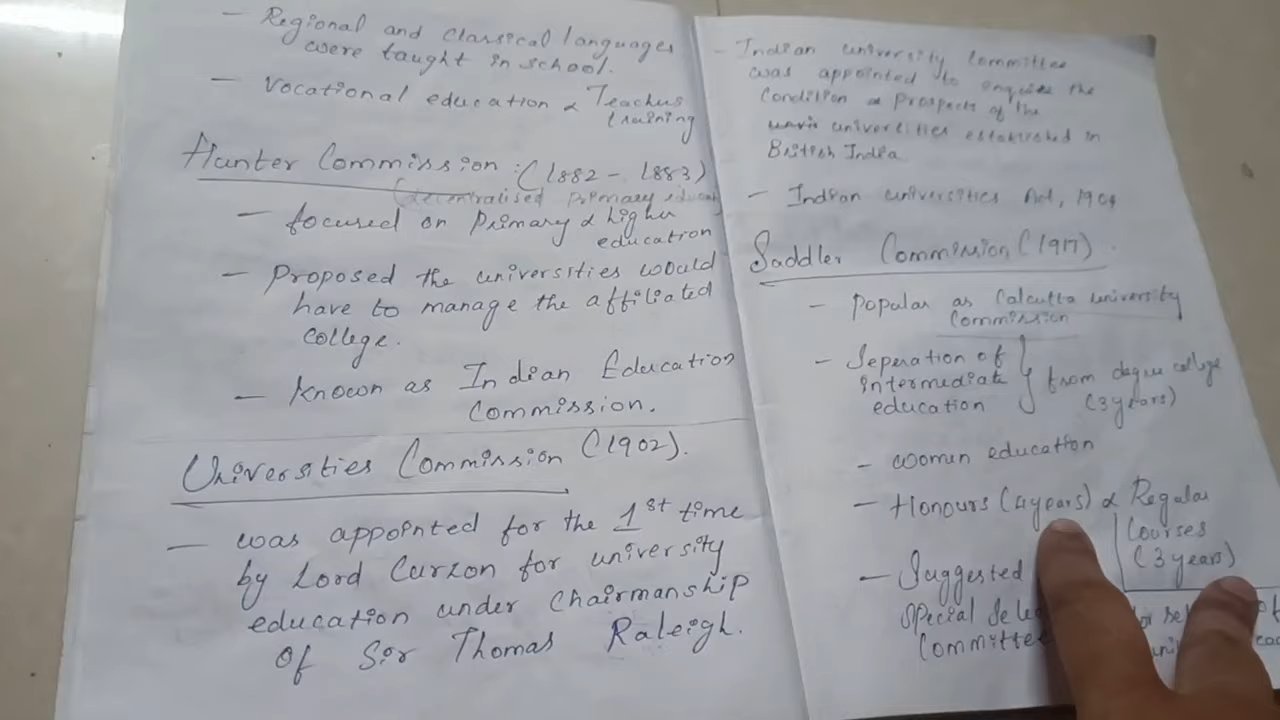 - Regional and classical languages
were taught in school.
- Vocational education & Teachers
training
Hunter Commission : (1882 - 1883)
(decentralised primary
- focused on primary & higher
education
- Proposed the universities would
have to manage the affiliated
college.
- Known as Indian Education
Commission.
Universities Commission (1902).
- was appointed for the 1st time
by Lord Curzon for university
education under chairmanship
of Sir Thomas Raleigh.
- Indian university committee
was appointed to enquire the
condition & prospects of the
universities established in
British India
- Indian universities Act, 1904
Saddler Commission (1917)
- popular as Calcutta university
Commission
- Seperation of
intermediate
education
from degree college
(3 years)
- women education
- Honours (4years) & Regular
Courses
(3 years)
- Suggested
special
Committee